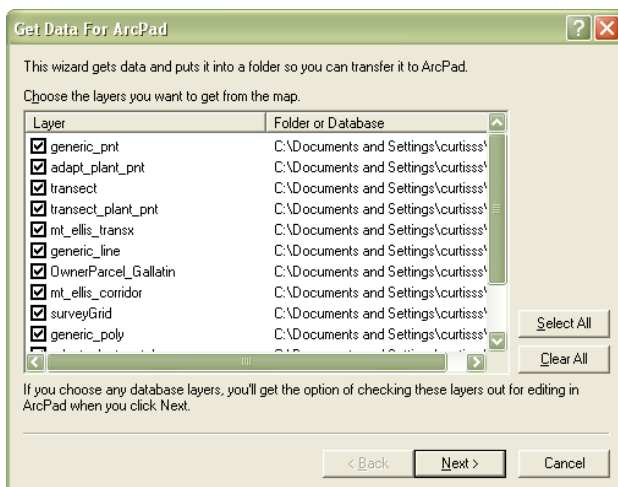 Get Data For ArcPad
This wizard gets data and puts it into a folder so you can transfer it to ArcPad.
Choose the layers you want to get from the map.
Layer Folder or Database
generic_pnt C:\Documents and Settings\curtisss\
adapt_plant_pnt C:\Documents and Settings\curtisss\
transect C:\Documents and Settings\curtisss\
transect_plant_pnt C:\Documents and Settings\curtisss\
mt_ellis_transx C:\Documents and Settings\curtisss\
generic_line C:\Documents and Settings\curtisss\
OwnerParcel_Gallatin C:\Documents and Settings\curtisss\
mt_ellis_corridor C:\Documents and Settings\curtisss\
surveyGrid C:\Documents and Settings\curtisss\
generic_poly C:\Documents and Settings\curtisss\
Select All
Clear All
If you choose any database layers, you'll get the option of checking these layers out for editing in
ArcPad when you click Next.
< Back Next > Cancel